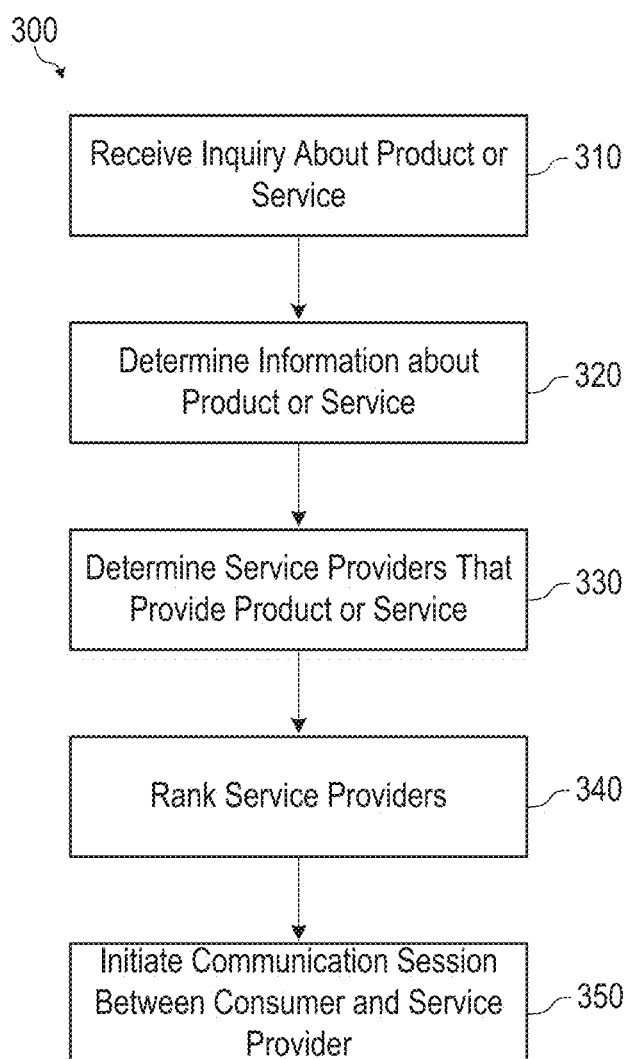 300
Receive Inquiry About Product or
Service
310
Determine Information about
Product or Service
320
Determine Service Providers That
Provide Product or Service
330
Rank Service Providers
340
Initiate Communication Session
Between Consumer and Service
Provider
350